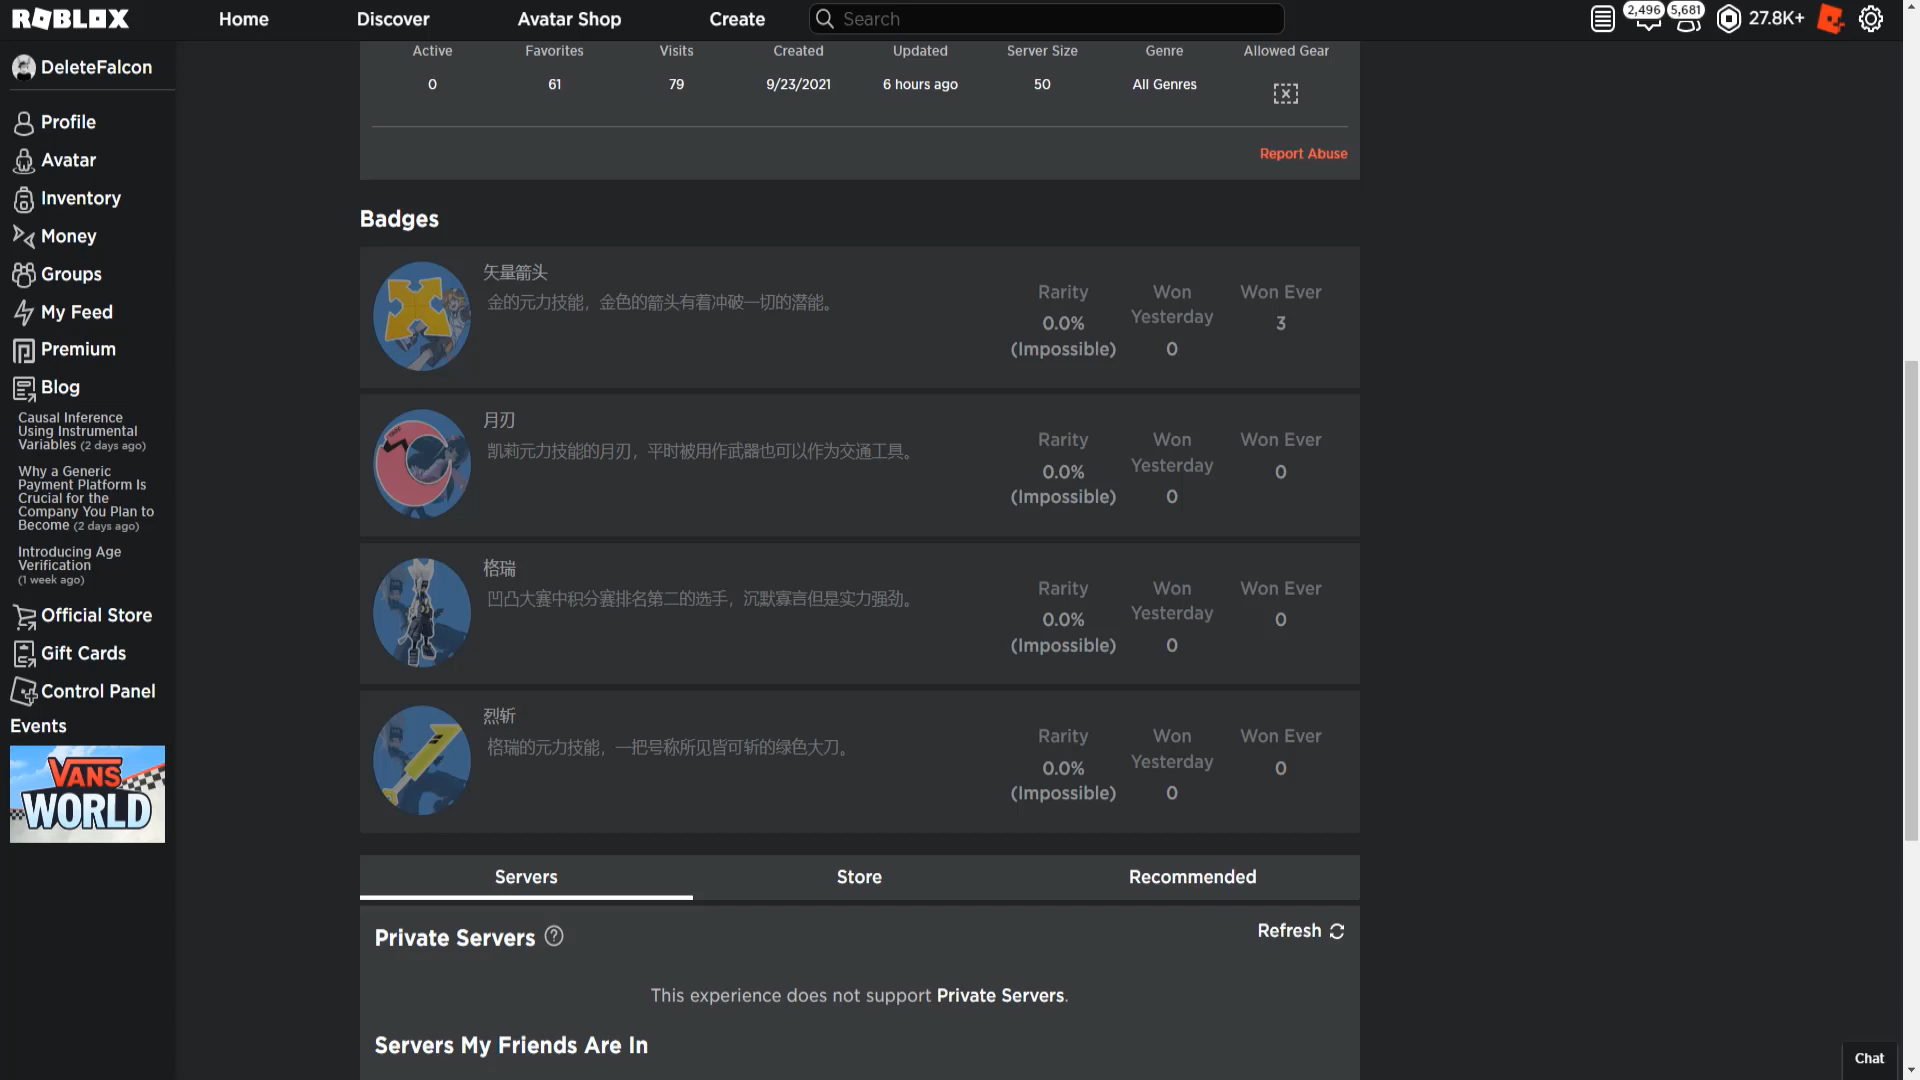 ROBLOX
Home
Discover
Avatar Shop
Create
Search
2,496
5,681
27.8K+
DeleteFalcon
Profile
Avatar
Inventory
Money
Groups
My Feed
Premium
Blog
Causal Inference
Using Instrumental
Variables (2 days ago)
Why a Generic
Payment Platform Is
Crucial for the
Company You Plan to
Become (2 days ago)
Introducing Age
Verification
(1 week ago)
Official Store
Gift Cards
Control Panel
Events
VANS
WORLD
Active
Favorites
Visits
Created
Updated
Server Size
Genre
Allowed Gear
0
61
79
9/23/2021
6 hours ago
50
All Genres
Report Abuse
Badges
矢量箭头
金的元力技能，金色的箭头有着冲破一切的潜能。
Rarity
0.0%
(Impossible)
Won
Yesterday
0
Won Ever
3
月刃
凯莉元力技能的月刃，平时被用作武器也可以作为交通工具。
Rarity
0.0%
(Impossible)
Won
Yesterday
0
Won Ever
0
格瑞
凹凸大赛中积分赛排名第二的选手，沉默寡言但是实力强劲。
Rarity
0.0%
(Impossible)
Won
Yesterday
0
Won Ever
0
烈斩
格瑞的元力技能，一把号称所见皆可斩的绿色大刀。
Rarity
0.0%
(Impossible)
Won
Yesterday
0
Won Ever
0
Servers
Store
Recommended
Private Servers
Refresh
This experience does not support Private Servers.
Servers My Friends Are In
Chat